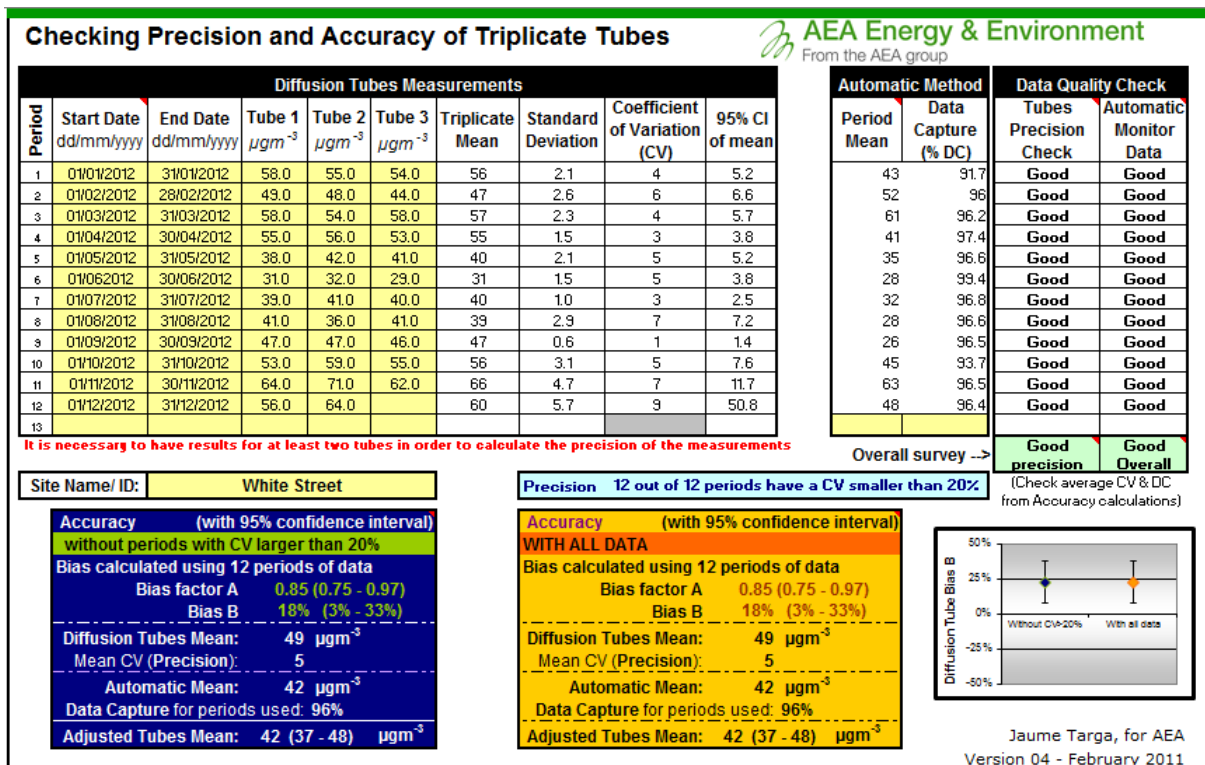 Checking Precision and Accuracy of Triplicate Tubes
AEA Energy & Environment
From the AEA group
Diffusion Tubes Measurements
Automatic Method Data Quality Check
Period Start Date dd/mm/yyyy End Date dd/mm/yyyy Tube 1 µgm⁻³ Tube 2 µgm⁻³ Tube 3 µgm⁻³ Triplicate Mean Standard Deviation Coefficient of Variation (CV) 95% CI of mean Period Mean Data Capture (% DC) Tubes Precision Check Automatic Monitor Data
1 01/01/2012 31/01/2012 58.0 55.0 54.0 56 2.1 4 5.2 43 91.7 Good Good
2 01/02/2012 28/02/2012 49.0 48.0 44.0 47 2.6 6 6.6 52 96 Good Good
3 01/03/2012 31/03/2012 58.0 54.0 58.0 57 2.3 4 5.7 61 96.2 Good Good
4 01/04/2012 30/04/2012 55.0 56.0 53.0 55 1.5 3 3.8 41 97.4 Good Good
5 01/05/2012 31/05/2012 38.0 42.0 41.0 40 2.1 5 5.2 35 96.6 Good Good
6 01/062012 30/06/2012 31.0 32.0 29.0 31 1.5 5 3.8 28 99.4 Good Good
7 01/07/2012 31/07/2012 39.0 41.0 40.0 40 1.0 3 2.5 32 96.8 Good Good
8 01/08/2012 31/08/2012 41.0 36.0 41.0 39 2.9 7 7.2 28 96.6 Good Good
9 01/09/2012 30/09/2012 47.0 47.0 46.0 47 0.6 1 1.4 26 96.5 Good Good
10 01/10/2012 31/10/2012 53.0 59.0 55.0 56 3.1 5 7.6 45 93.7 Good Good
11 01/11/2012 30/11/2012 64.0 71.0 62.0 66 4.7 7 11.7 63 96.5 Good Good
12 01/12/2012 31/12/2012 56.0 64.0 60 5.7 9 50.8 48 96.4 Good Good
13
It is necessary to have results for at least two tubes in order to calculate the precision of the measurements
Overall survey --> Good precision Good Overall
(Check average CV & DC from Accuracy calculations)
Site Name/ ID: White Street
Precision 12 out of 12 periods have a CV smaller than 20%
Accuracy (with 95% confidence interval)
without periods with CV larger than 20%
Bias calculated using 12 periods of data
Bias factor A 0.85 (0.75 - 0.97)
Bias B 18% (3% - 33%)
Diffusion Tubes Mean: 49 µgm⁻³
Mean CV (Precision): 5
Automatic Mean: 42 µgm⁻³
Data Capture for periods used: 96%
Adjusted Tubes Mean: 42 (37 - 48) µgm⁻³
Accuracy (with 95% confidence interval)
WITH ALL DATA
Bias calculated using 12 periods of data
Bias factor A 0.85 (0.75 - 0.97)
Bias B 18% (3% - 33%)
Diffusion Tubes Mean: 49 µgm⁻³
Mean CV (Precision): 5
Automatic Mean: 42 µgm⁻³
Data Capture for periods used: 96%
Adjusted Tubes Mean: 42 (37 - 48) µgm⁻³
Diffusion Tube Bias B
50%
25%
0%
-25%
-50%
Without CV>20% With all data
Jaume Targa, for AEA
Version 04 - February 2011